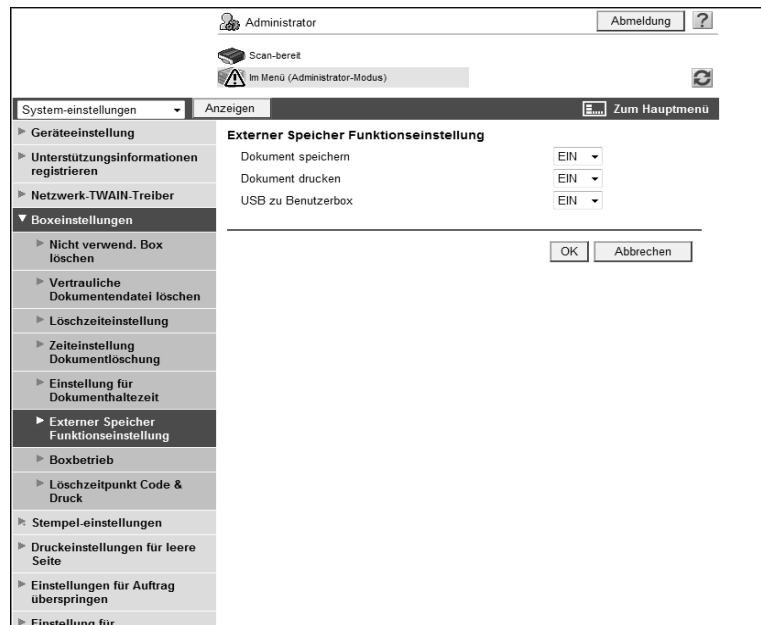 Administrator
Abmeldung
?
Scan-bereit
Im Menü (Administrator-Modus)
System-einstellungen
Anzeigen
Zum Hauptmenü
Geräteeinstellung
Unterstützungsinformationen
registrieren
Netzwerk-TWAIN-Treiber
Boxeinstellungen
Nicht verwend. Box
löschen
Vertrauliche
Dokumentendatei löschen
Löschzeiteinstellung
Zeiteinstellung
Dokumentlöschung
Einstellung für
Dokumenthaltezeit
Externer Speicher
Funktionseinstellung
Boxbetrieb
Löschzeitpunkt Code &
Druck
Stempel-einstellungen
Druckeinstellungen für leere
Seite
Einstellungen für Auftrag
überspringen
Einstellung für
Externer Speicher Funktionseinstellung
Dokument speichern EIN
Dokument drucken EIN
USB zu Benutzerbox EIN
OK
Abbrechen